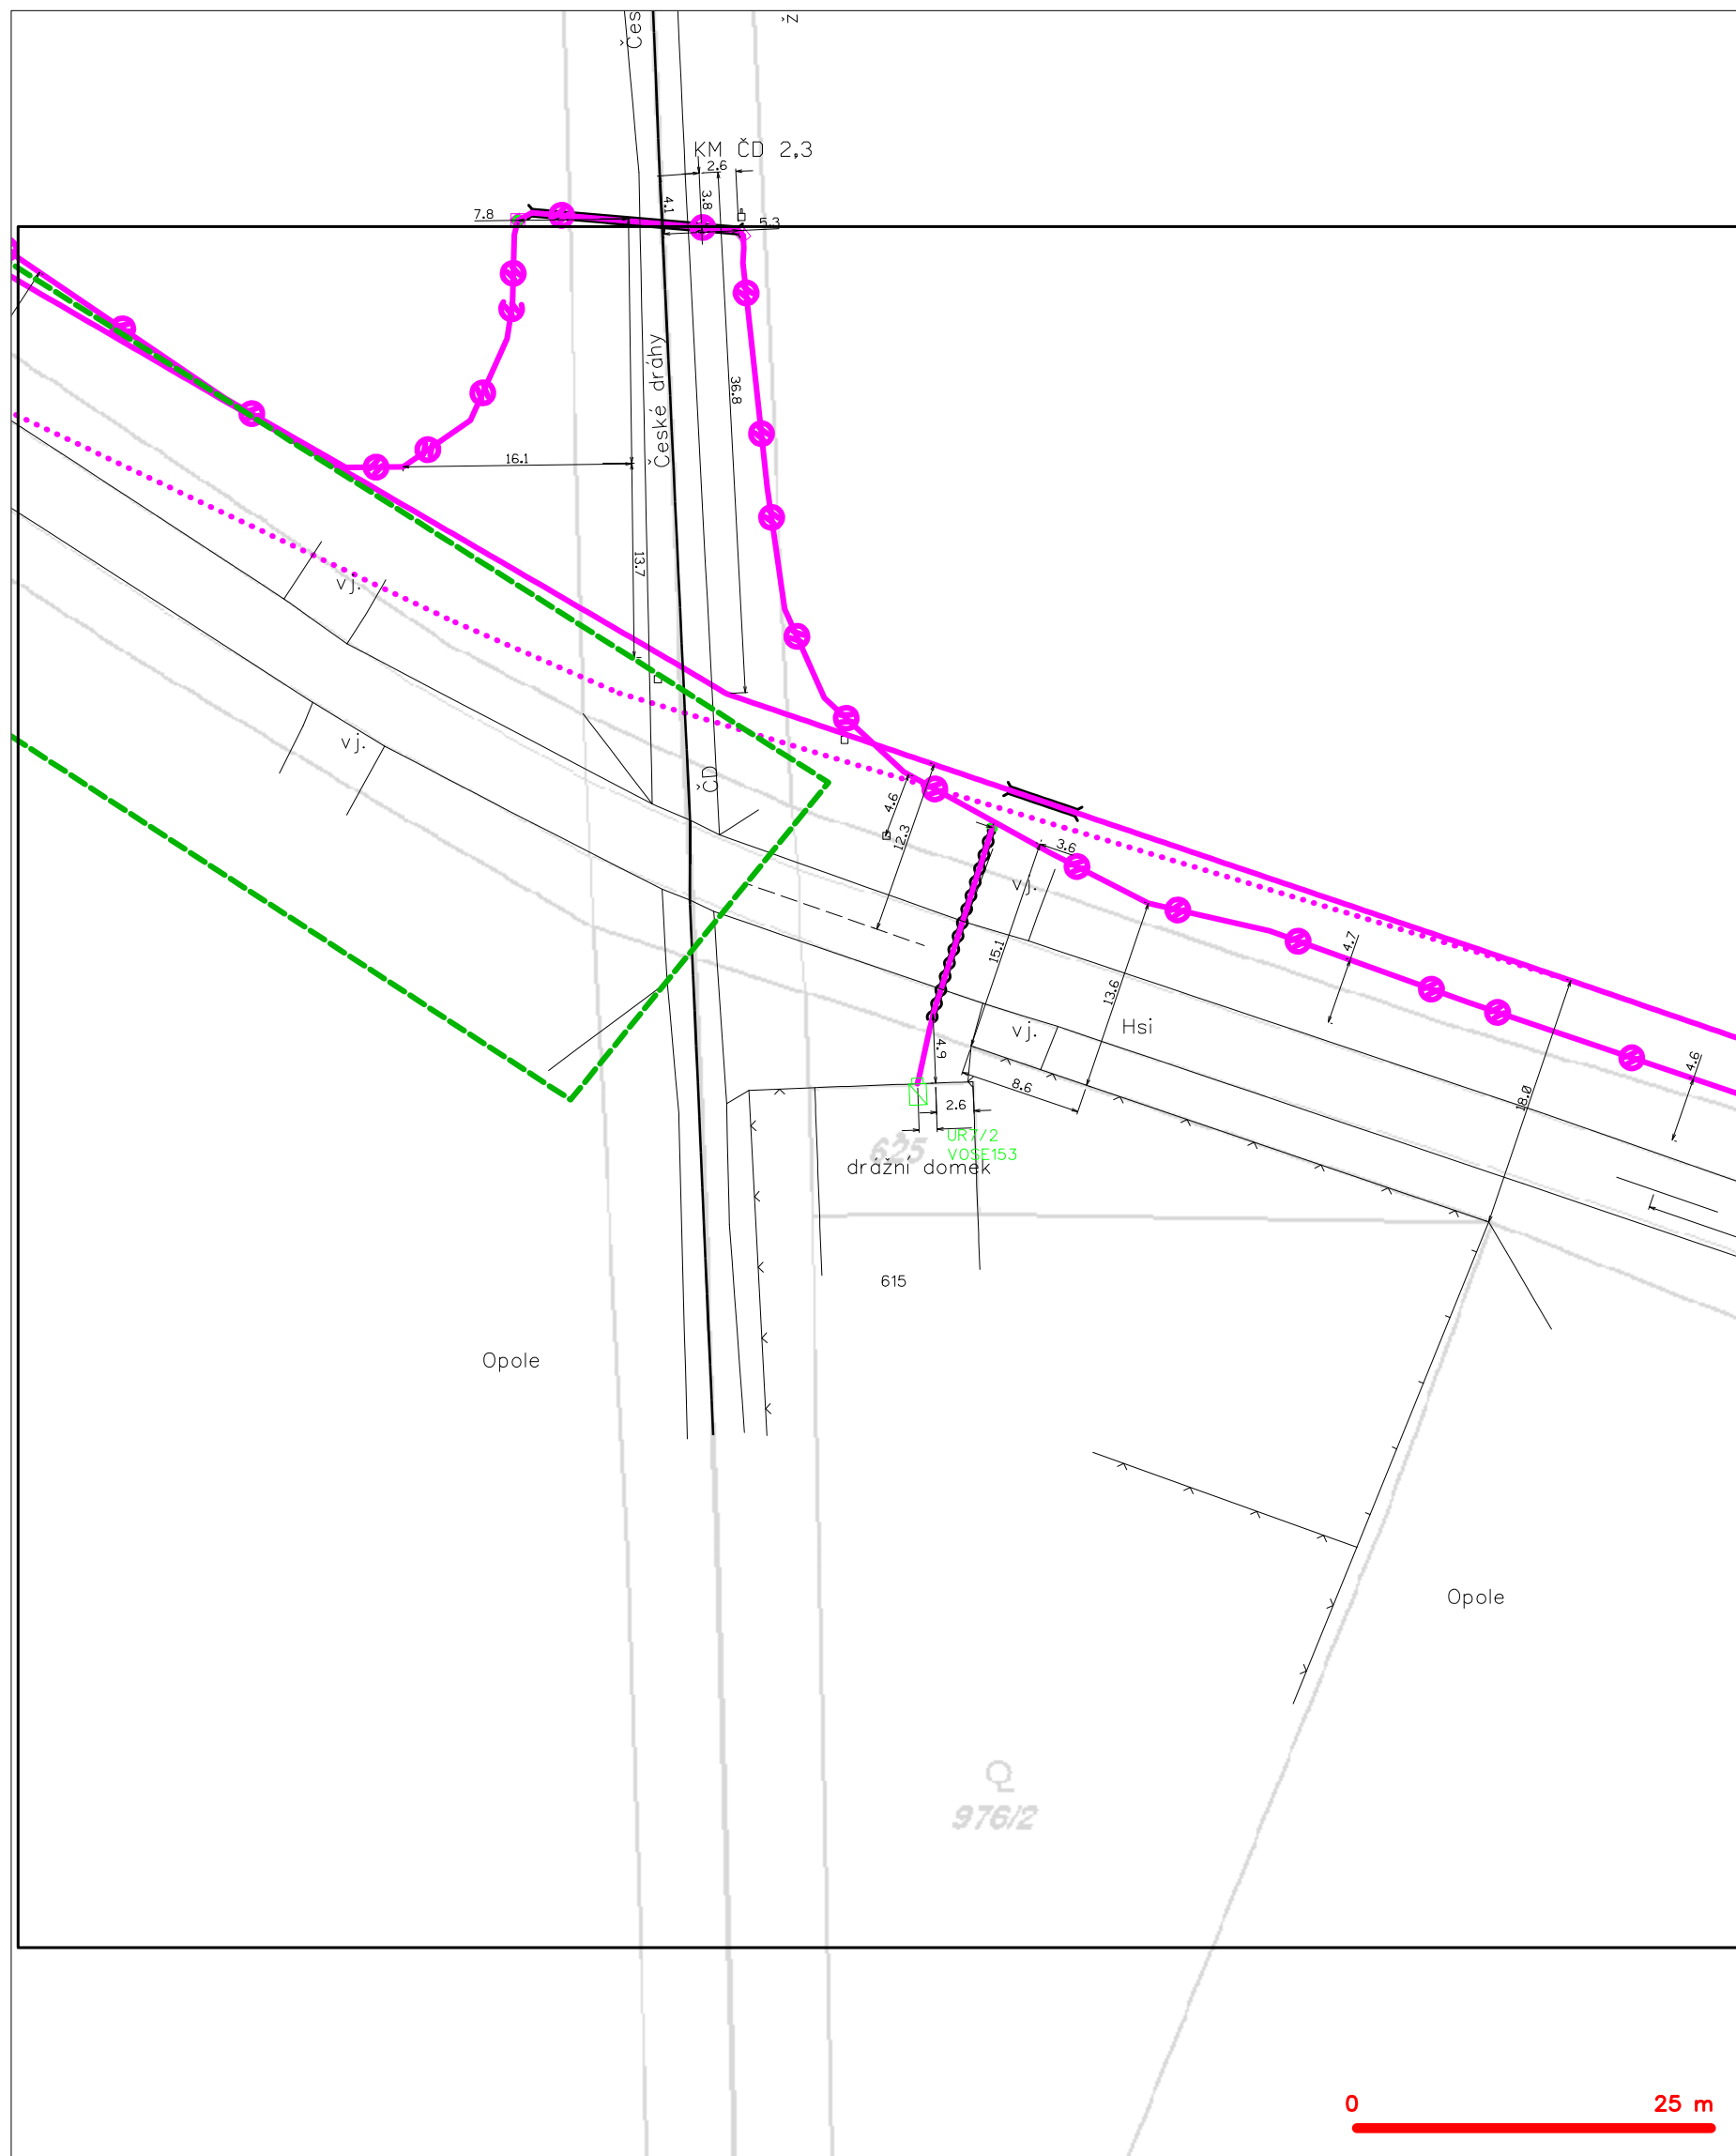 Čes
Ž
KM ČD 2,3
2.6
4.1
3.8
7.8
5.3
České dráhy
36.8
16.1
13.7
vj.
vj.
ČD
4.6
12.3
3.6
vj.
4.7
15.1
13.6
vj.
Hsi
4.9
4.6
8.6
18.0
2.6
UR7/2
625
VOSE153
drážní domek
615
Opole
Opole
976/2
0 25 m